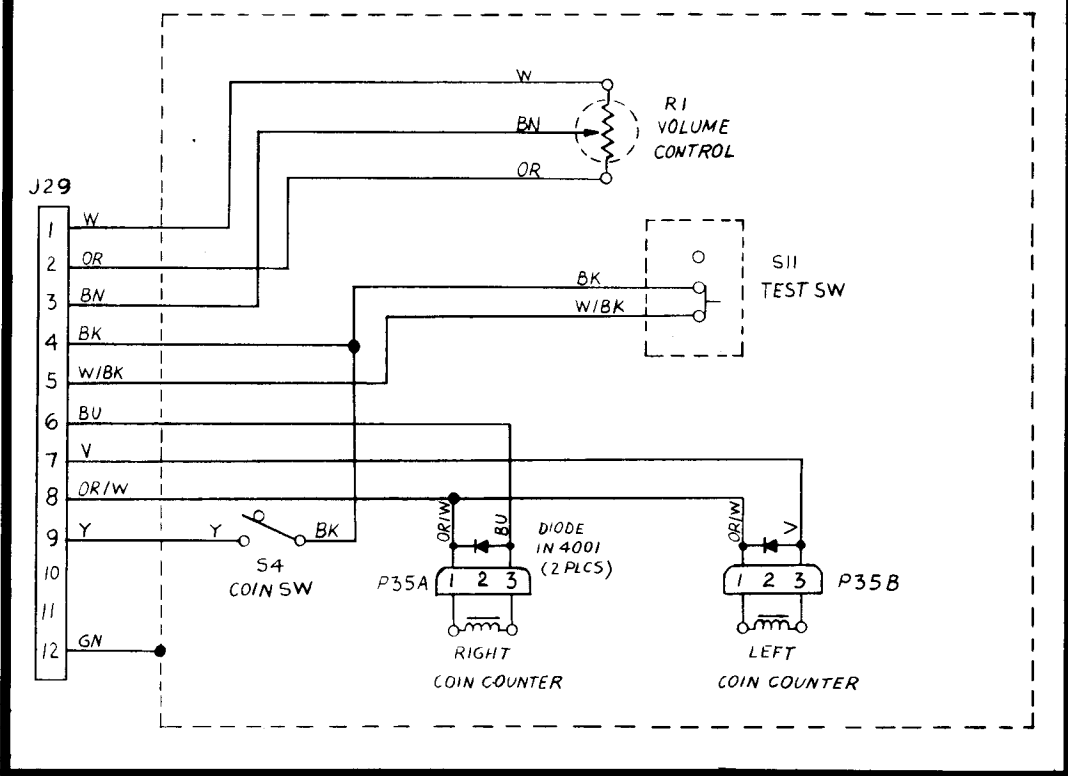 W
R1
VOLUME
CONTROL
BN
OR
J29
1 W
2 OR
3 BN
4 BK
5 W/BK
6 BU
7 V
8 OR/W
9 Y
10
11
12 GN
BK
W/BK
S11
TEST SW
Y
BK
S4
COIN SW
OR/W
BU
DIODE
IN 4001
(2 PLCS)
OR/W
V
P35A
1 2 3
1 2 3
P35B
RIGHT
COIN COUNTER
LEFT
COIN COUNTER